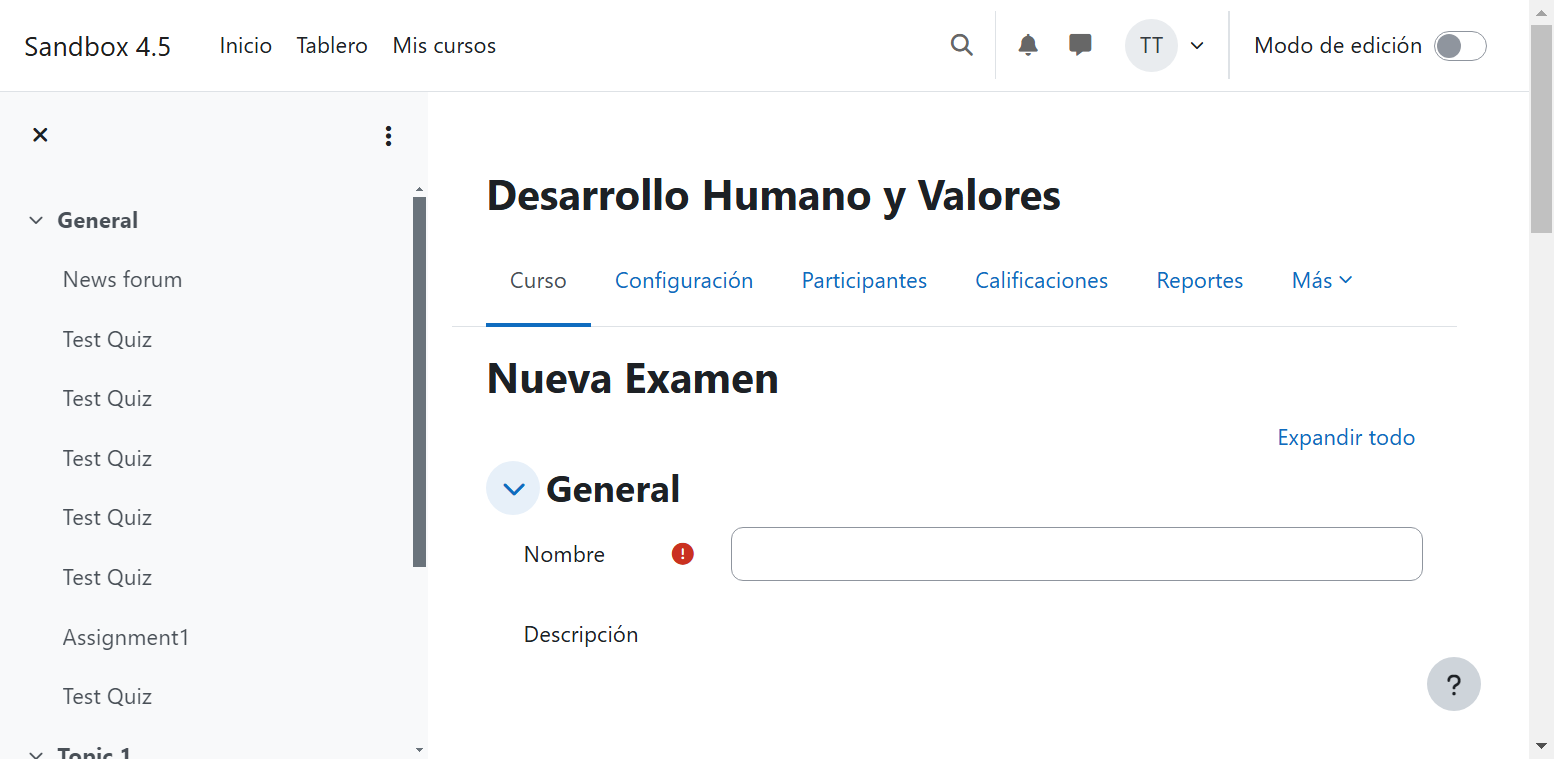 Sandbox 4.5 Inicio Tablero Mis cursos TT Modo de edición
General
News forum
Test Quiz
Test Quiz
Test Quiz
Test Quiz
Test Quiz
Assignment1
Test Quiz
Topic 1
Desarrollo Humano y Valores
Curso Configuración Participantes Calificaciones Reportes Más
Nueva Examen
Expandir todo
General
Nombre
Descripción
?